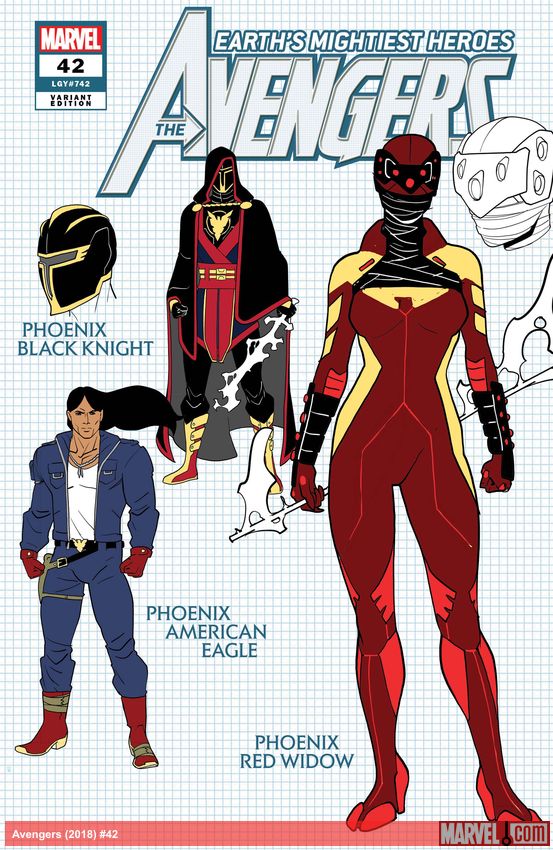 MARVEL
42
LGY#742
VARIANT
EDITION
EARTH'S MIGHTIEST HEROES
THE AVENGERS
PHOENIX
BLACK KNIGHT
PHOENIX
AMERICAN
EAGLE
PHOENIX
RED WIDOW
Avengers (2018) #42
MARVEL.com